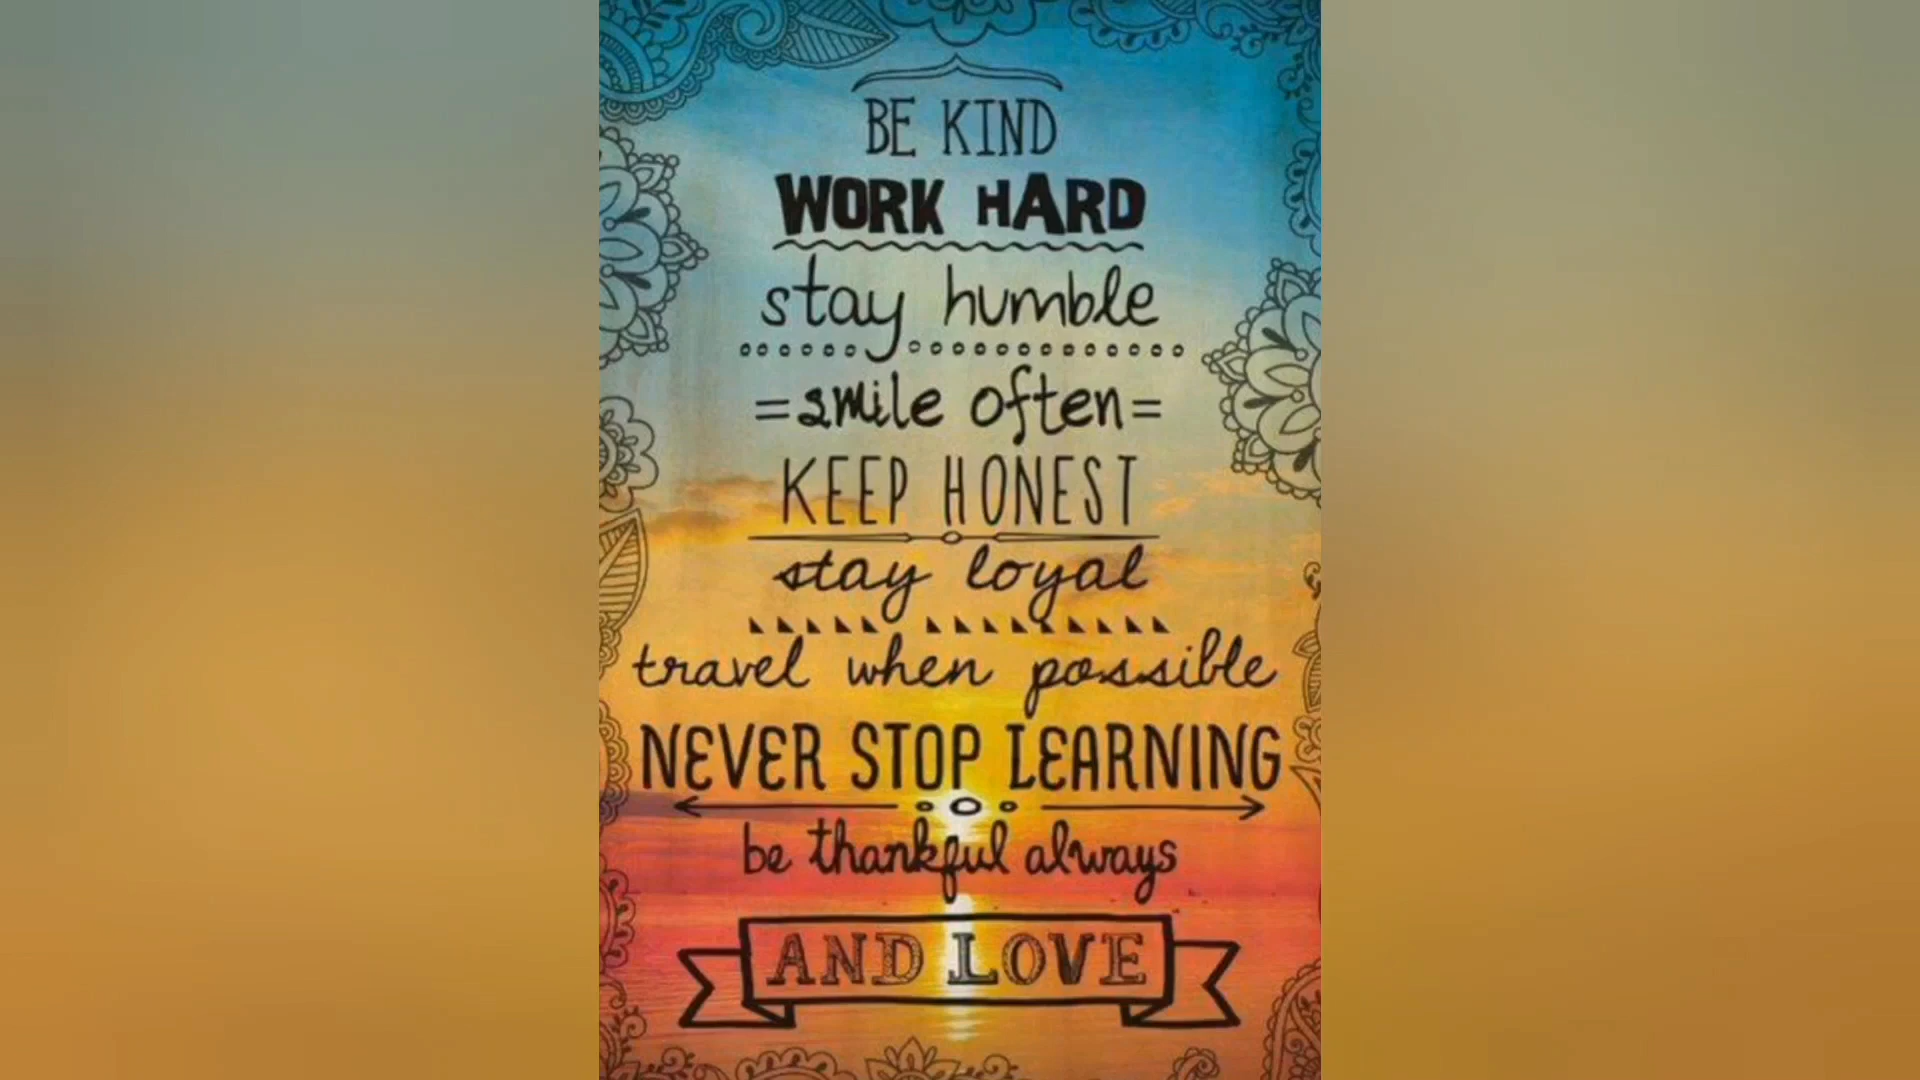 BE KIND
WORK HARD
stay humble
=smile often=
KEEP HONEST
stay loyal
travel when possible
NEVER STOP LEARNING
be thankful always
AND LOVE